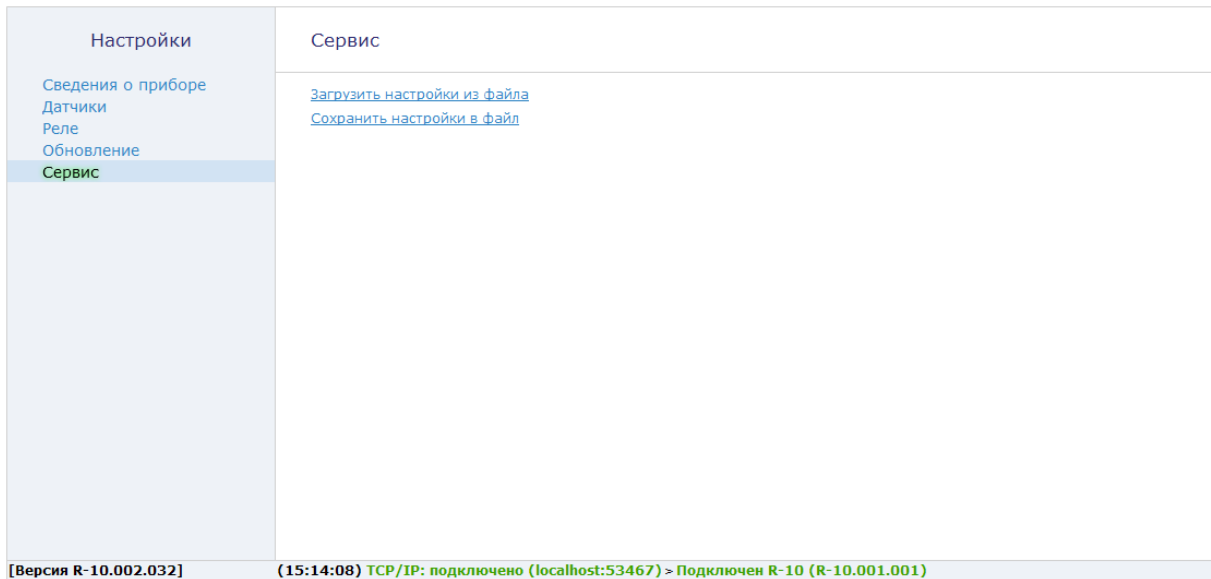 Настройки
Сведения о приборе
Датчики
Реле
Обновление
Сервис
Сервис
Загрузить настройки из файла
Сохранить настройки в файл
[Версия R-10.002.032]
(15:14:08) TCP/IP: подключено (localhost:53467) > Подключен R-10 (R-10.001.001)